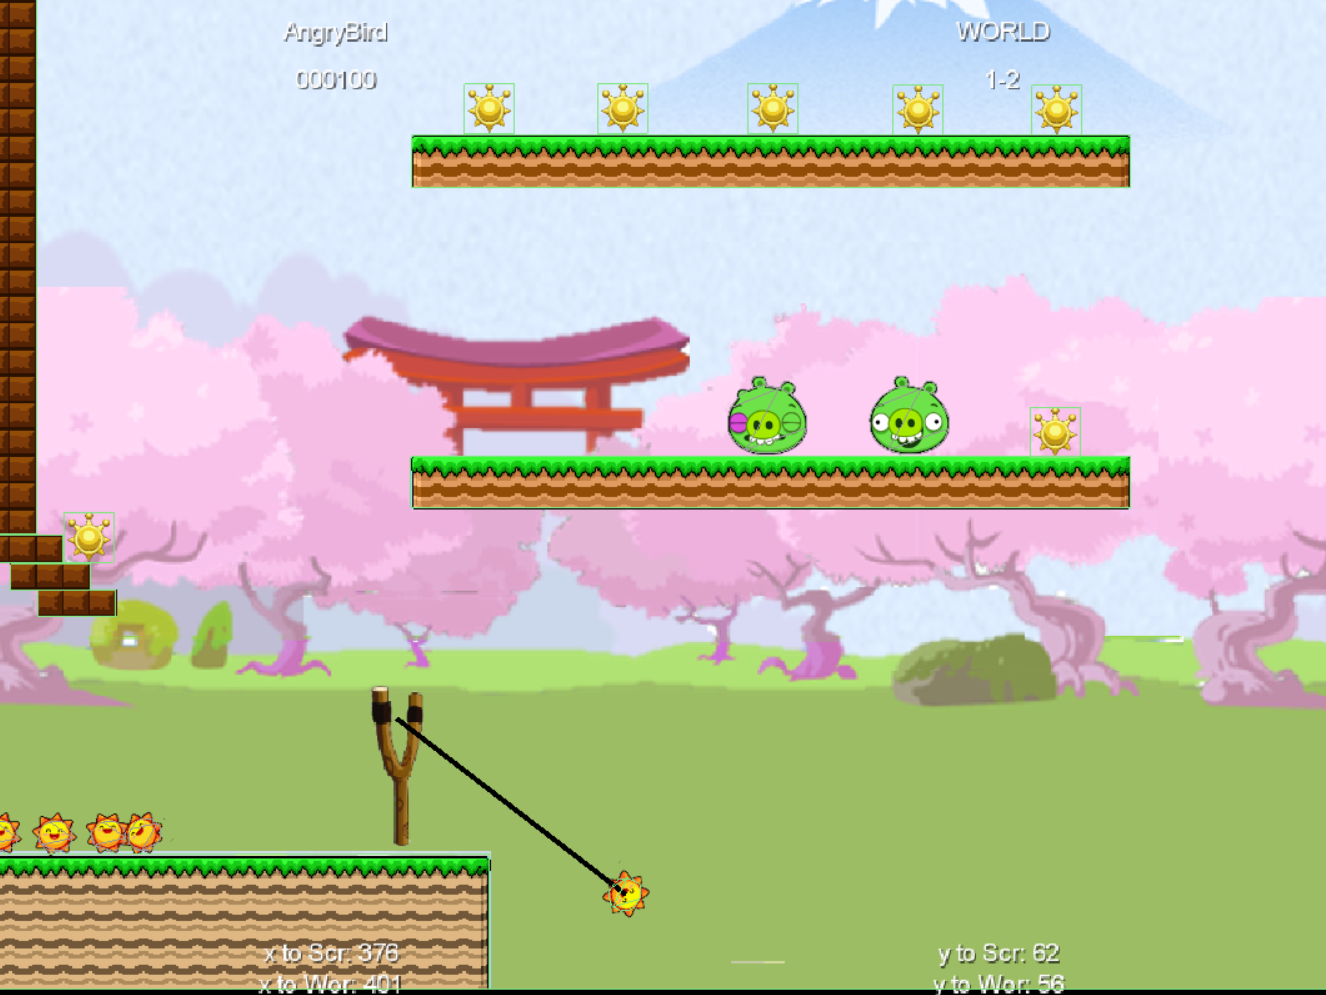 AngryBird
WORLD
000100
1-2
x to Scr: 376
y to Scr: 62
x to Wor: 401
y to Wor: 56